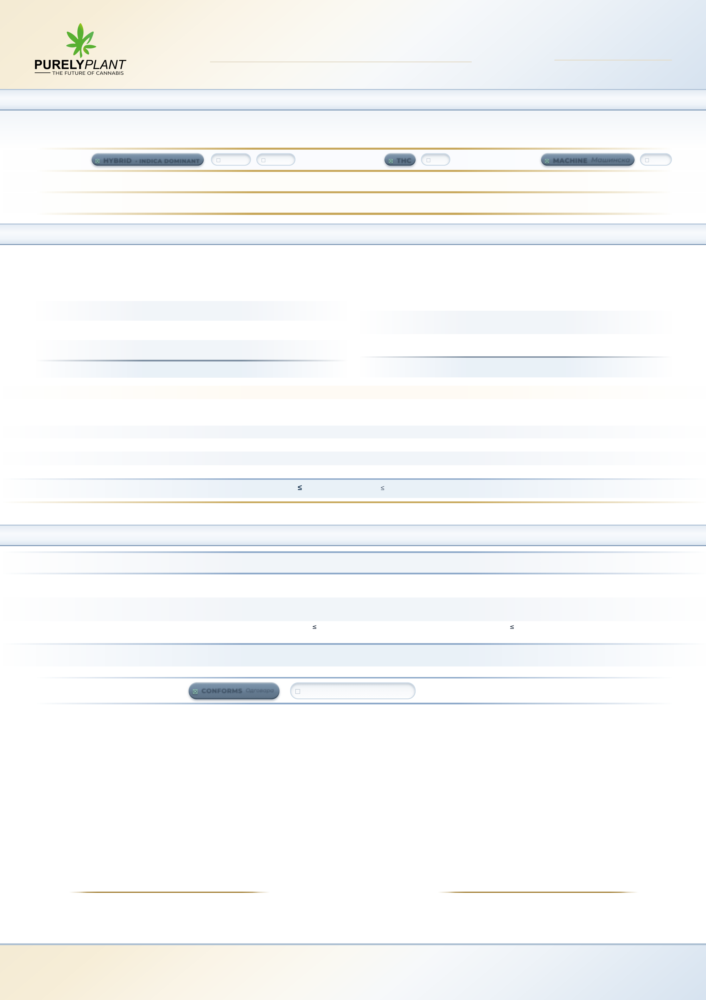 PURELYPLANT
THE FUTURE OF CANNABIS
☒ HYBRID · INDICA DOMINANT ☐ ☐ ☒ THC ☐ ☒ MACHINE Машинска ☐
≤ ≤
≤ ≤
☒ CONFORMS Одговара ☐